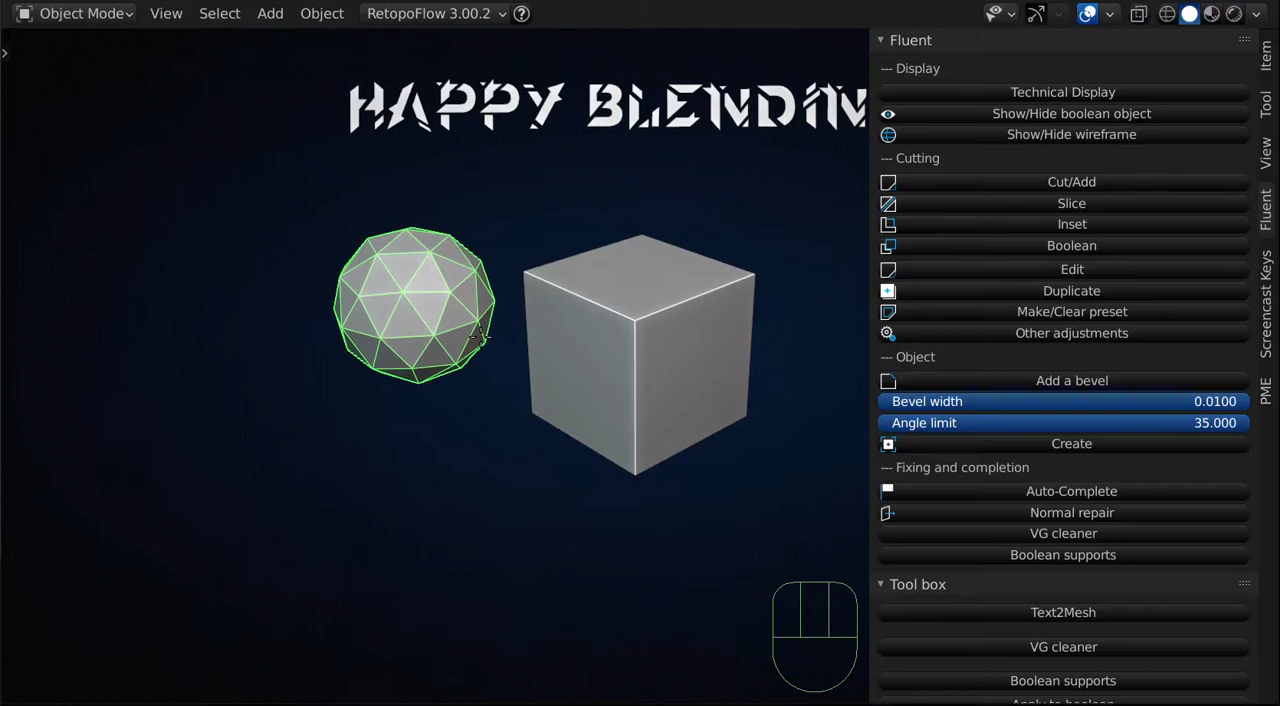 Object Mode View Select Add Object RetopoFlow 3.00.2
HAPPY BLENDIN
Fluent
--- Display
Technical Display
Show/Hide boolean object
Show/Hide wireframe
--- Cutting
Cut/Add
Slice
Inset
Boolean
Edit
Duplicate
Make/Clear preset
Other adjustments
--- Object
Add a bevel
Bevel width 0.0100
Angle limit 35.000
Create
--- Fixing and completion
Auto-Complete
Normal repair
VG cleaner
Boolean supports
Tool box
Text2Mesh
VG cleaner
Boolean supports
Apply to boolean
Item
Tool
View
Fluent
Screencast Keys
PME